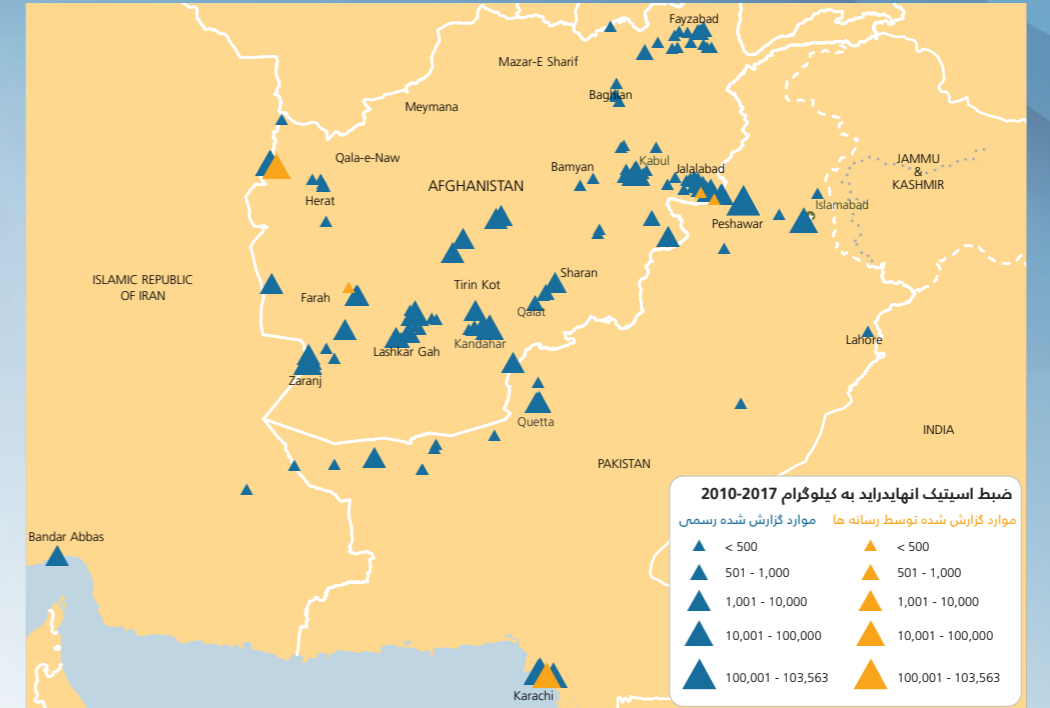 Fayzabad
Mazar-E Sharif
Baghlan
Meymana
Qala-e-Naw
Bamyan
Kabul
Jalalabad
JAMMU
&
KASHMIR
AFGHANISTAN
Herat
Islamabad
Peshawar
ISLAMIC REPUBLIC
OF IRAN
Sharan
Tirin Kot
Farah
Qalat
Lashkar Gah
Kandahar
Lahore
Zaranj
Quetta
INDIA
PAKISTAN
Bandar Abbas
Karachi
ضبط اسیتیک انهایدراید به کیلوگرام 2010-2017
موارد گزارش شده توسط رسانه ها
موارد گزارش شده رسمی
< 500
501 - 1,000
1,001 - 10,000
10,001 - 100,000
100,001 - 103,563
< 500
501 - 1,000
1,001 - 10,000
10,001 - 100,000
100,001 - 103,563